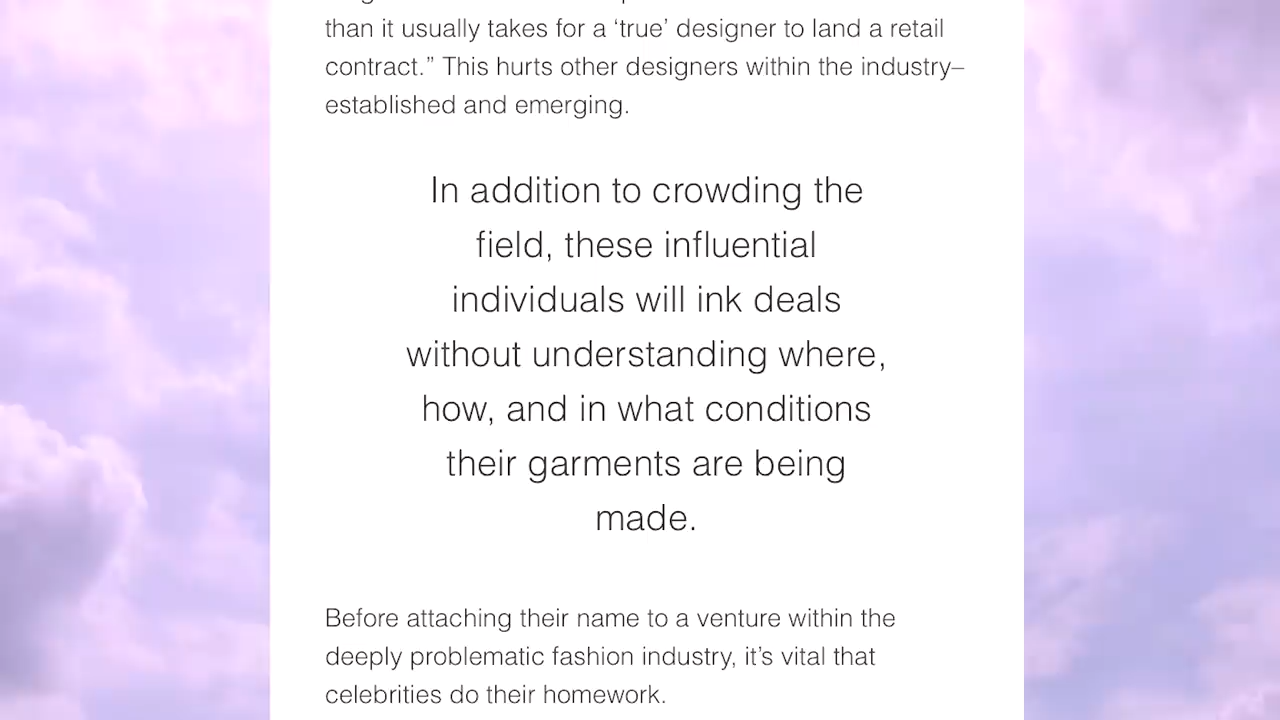 than it usually takes for a ‘true’ designer to land a retail
contract.” This hurts other designers within the industry–
established and emerging.
In addition to crowding the
field, these influential
individuals will ink deals
without understanding where,
how, and in what conditions
their garments are being
made.
Before attaching their name to a venture within the
deeply problematic fashion industry, it’s vital that
celebrities do their homework.